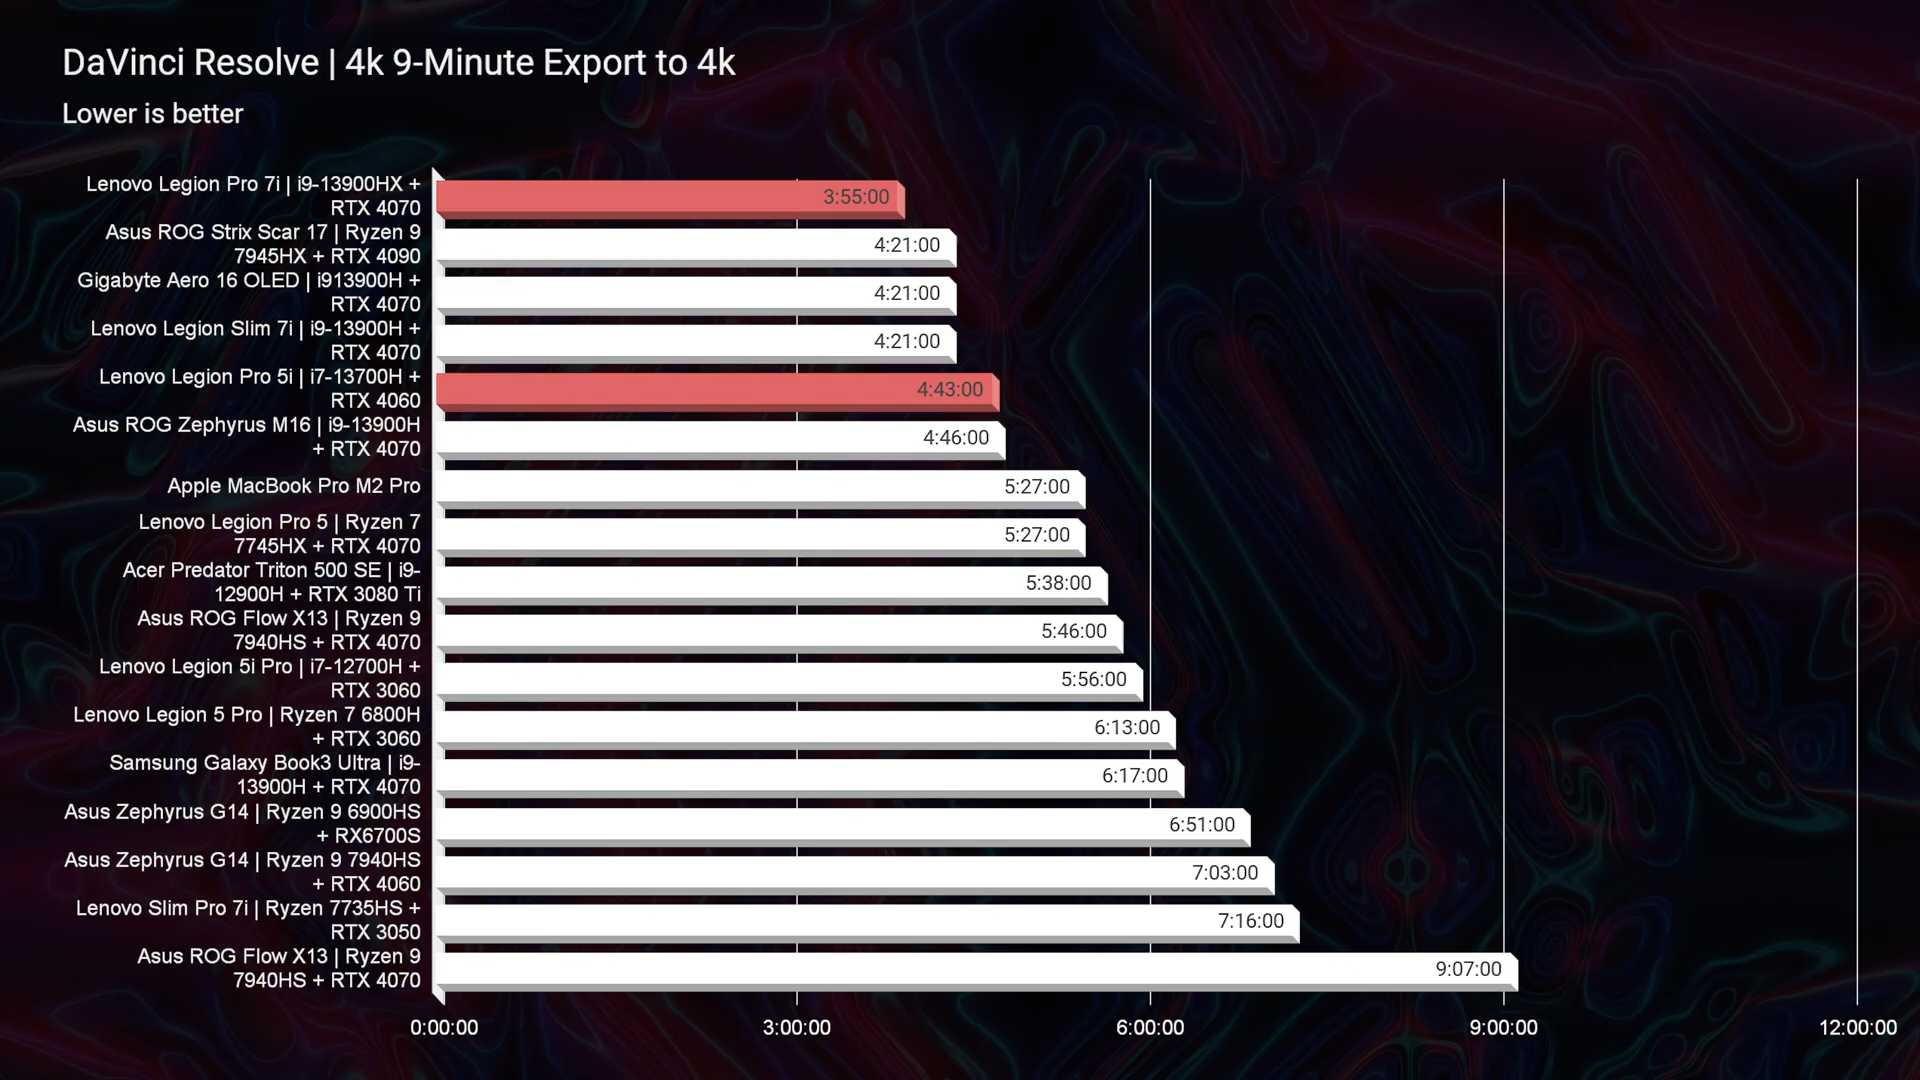 DaVinci Resolve | 4k 9-Minute Export to 4k
Lower is better
Lenovo Legion Pro 7i | i9-13900HX +
RTX 4070
3:55:00
Asus ROG Strix Scar 17 | Ryzen 9
7945HX + RTX 4090
4:21:00
Gigabyte Aero 16 OLED | i913900H +
RTX 4070
4:21:00
Lenovo Legion Slim 7i | i9-13900H +
RTX 4070
4:21:00
Lenovo Legion Pro 5i | i7-13700H +
RTX 4060
4:43:00
Asus ROG Zephyrus M16 | i9-13900H
+ RTX 4070
4:46:00
Apple MacBook Pro M2 Pro
5:27:00
Lenovo Legion Pro 5 | Ryzen 7
7745HX + RTX 4070
5:27:00
Acer Predator Triton 500 SE | i9-
12900H + RTX 3080 Ti
5:38:00
Asus ROG Flow X13 | Ryzen 9
7940HS + RTX 4070
5:46:00
Lenovo Legion 5i Pro | i7-12700H +
RTX 3060
5:56:00
Lenovo Legion 5 Pro | Ryzen 7 6800H
+ RTX 3060
6:13:00
Samsung Galaxy Book3 Ultra | i9-
13900H + RTX 4070
6:17:00
Asus Zephyrus G14 | Ryzen 9 6900HS
+ RX6700S
6:51:00
Asus Zephyrus G14 | Ryzen 9 7940HS
+ RTX 4060
7:03:00
Lenovo Slim Pro 7i | Ryzen 7735HS +
RTX 3050
7:16:00
Asus ROG Flow X13 | Ryzen 9
7940HS + RTX 4070
9:07:00
0:00:00
3:00:00
6:00:00
9:00:00
12:00:00